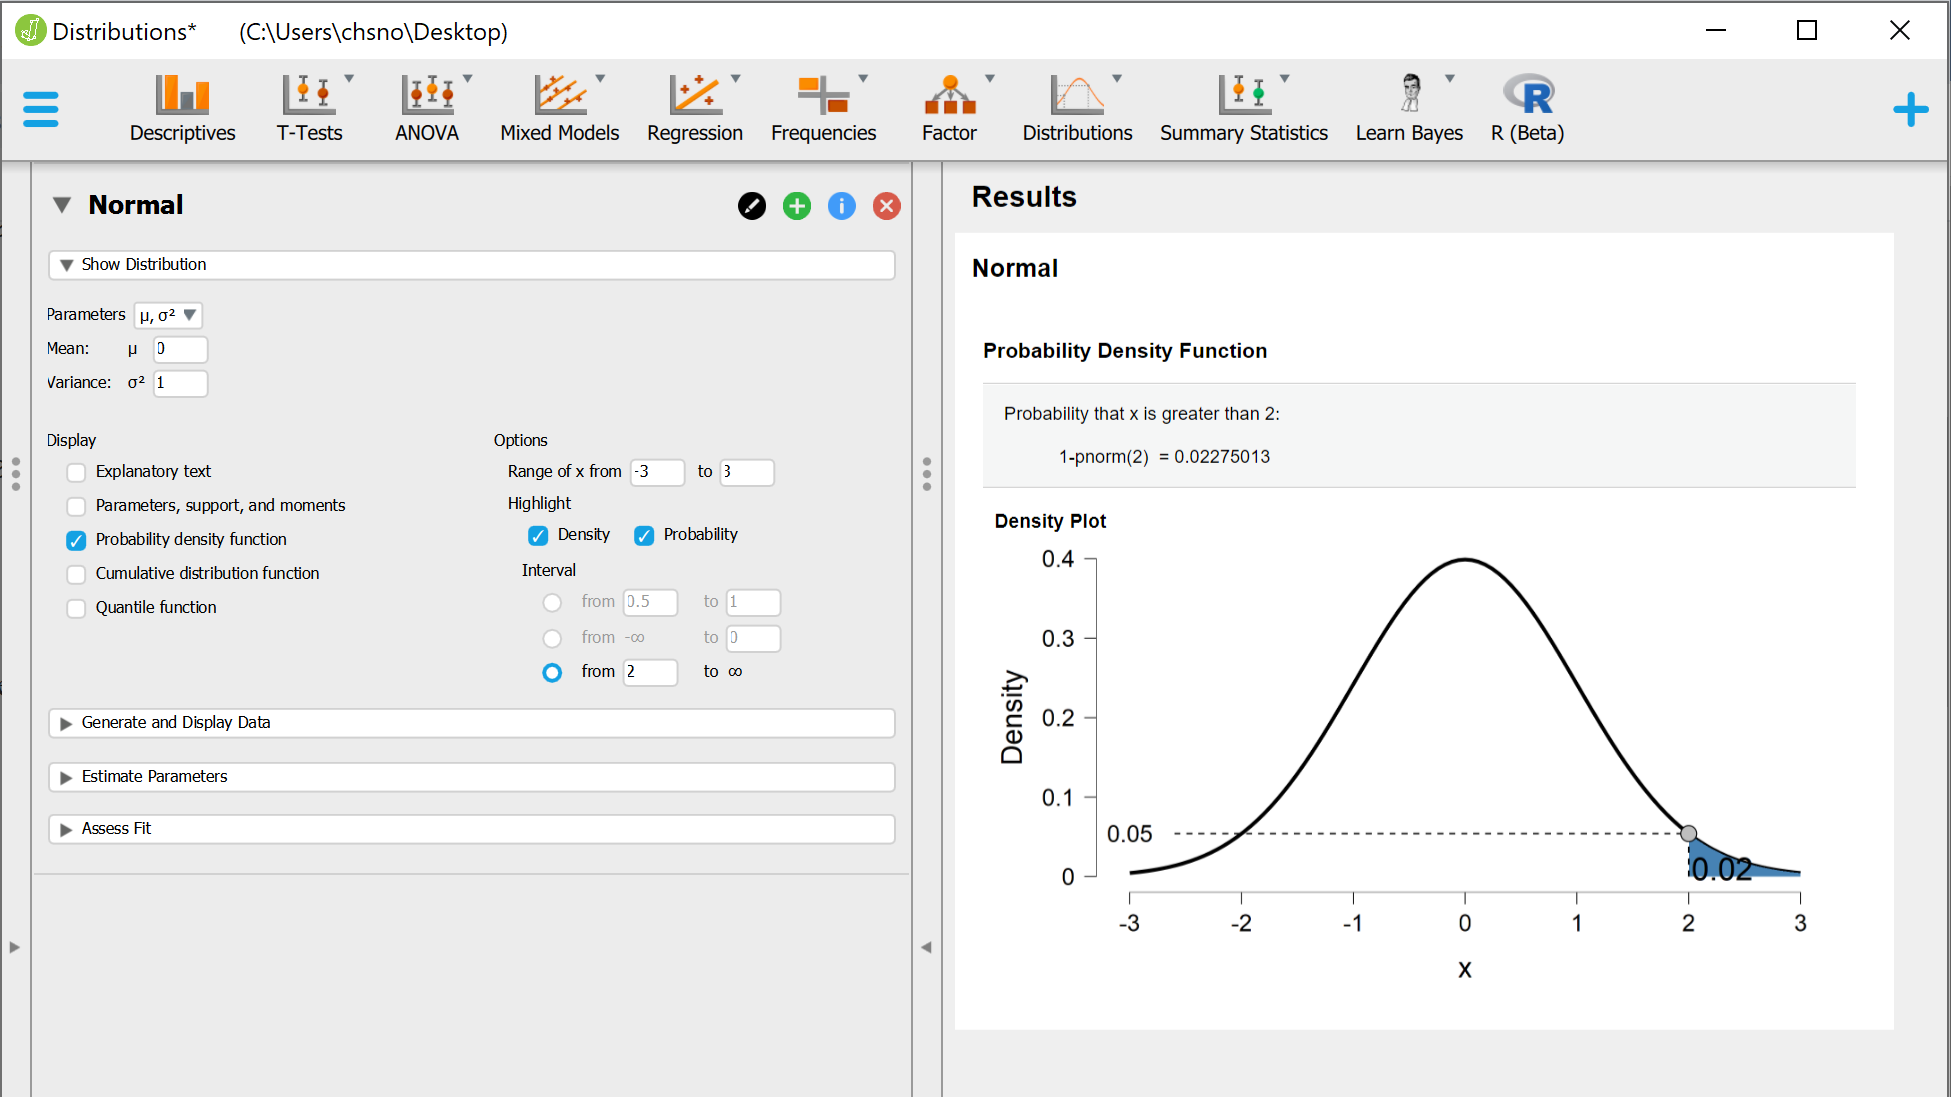 Distributions* (C:\Users\chsno\Desktop)
Descriptives T-Tests ANOVA Mixed Models Regression Frequencies Factor Distributions Summary Statistics Learn Bayes R (Beta)
Normal
Show Distribution
Parameters μ, σ²
Mean: μ 0
Variance: σ² 1
Display
Explanatory text
Parameters, support, and moments
Probability density function
Cumulative distribution function
Quantile function
Options
Range of x from -3 to 3
Highlight
Density Probability
Interval
from 0.5 to 1
from -∞ to 0
from 2 to ∞
Generate and Display Data
Estimate Parameters
Assess Fit
Results
Normal
Probability Density Function
Probability that x is greater than 2:
1-pnorm(2) = 0.02275013
Density Plot
Density
0.4
0.3
0.2
0.1
0
0.05
0.02
-3 -2 -1 0 1 2 3
x